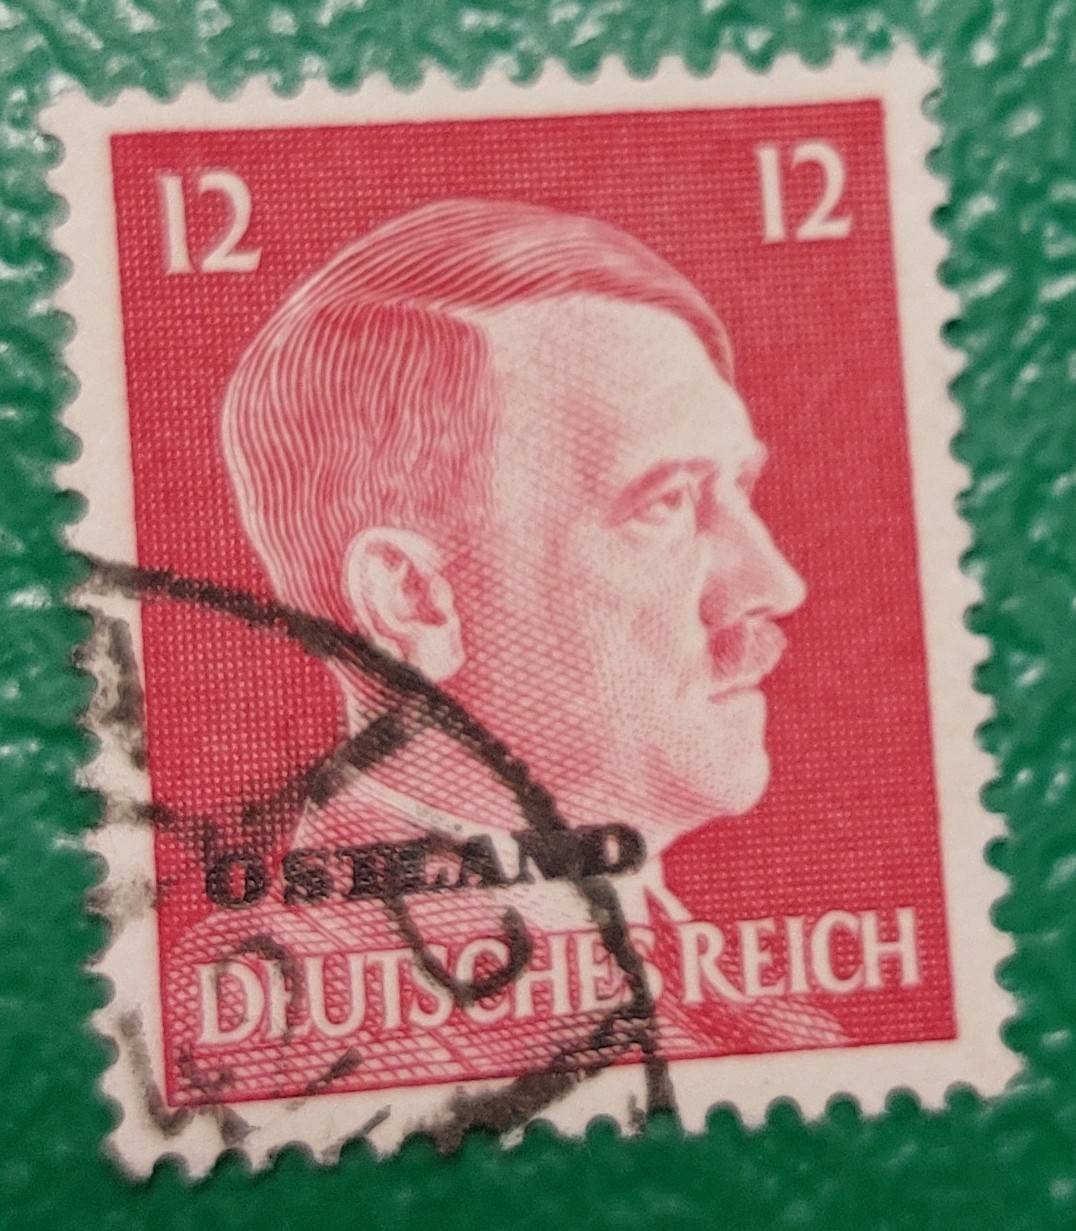 12 12
OSTLAND
DEUTSCHES REICH